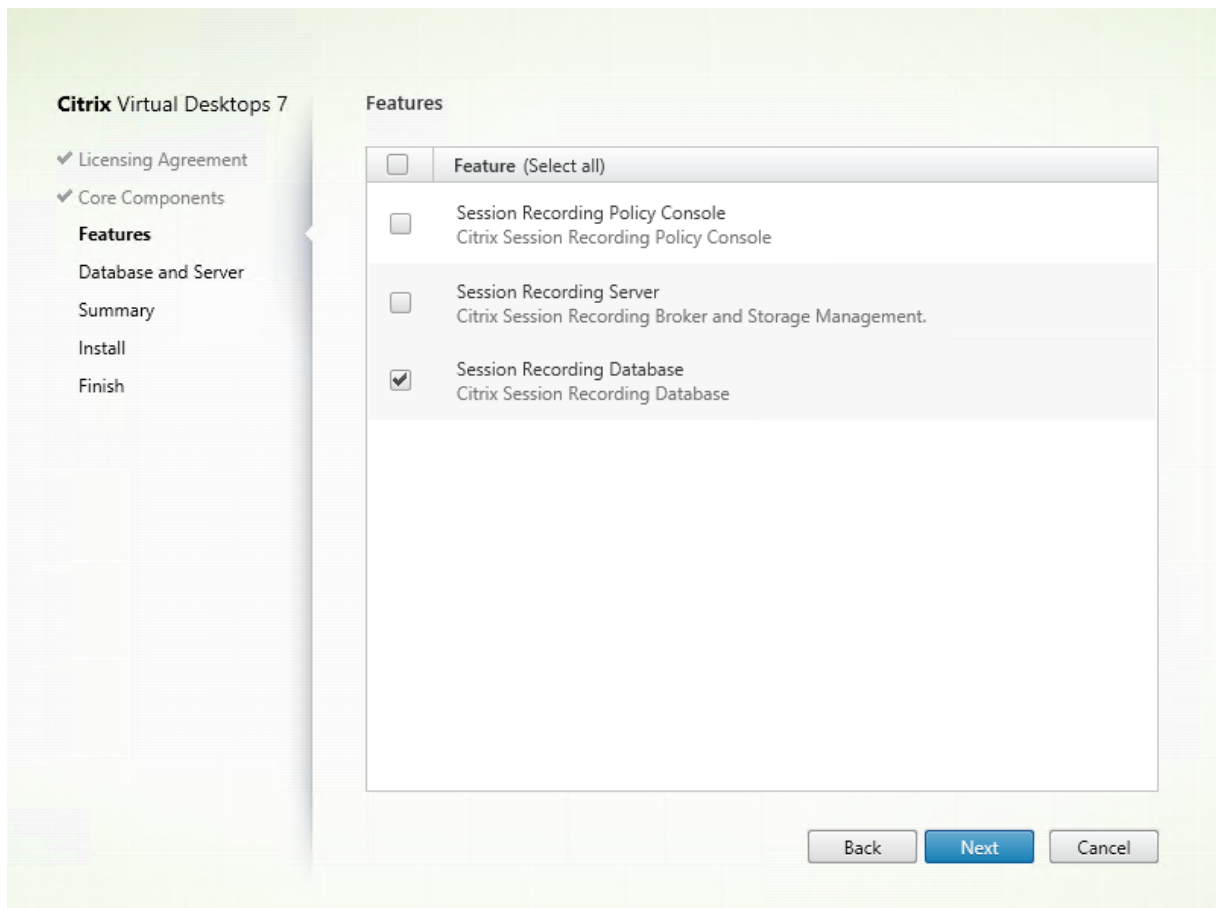 Citrix Virtual Desktops 7
Licensing Agreement
Core Components
Features
Database and Server
Summary
Install
Finish
Features
Feature (Select all)
Session Recording Policy Console
Citrix Session Recording Policy Console
Session Recording Server
Citrix Session Recording Broker and Storage Management.
Session Recording Database
Citrix Session Recording Database
Back
Next
Cancel